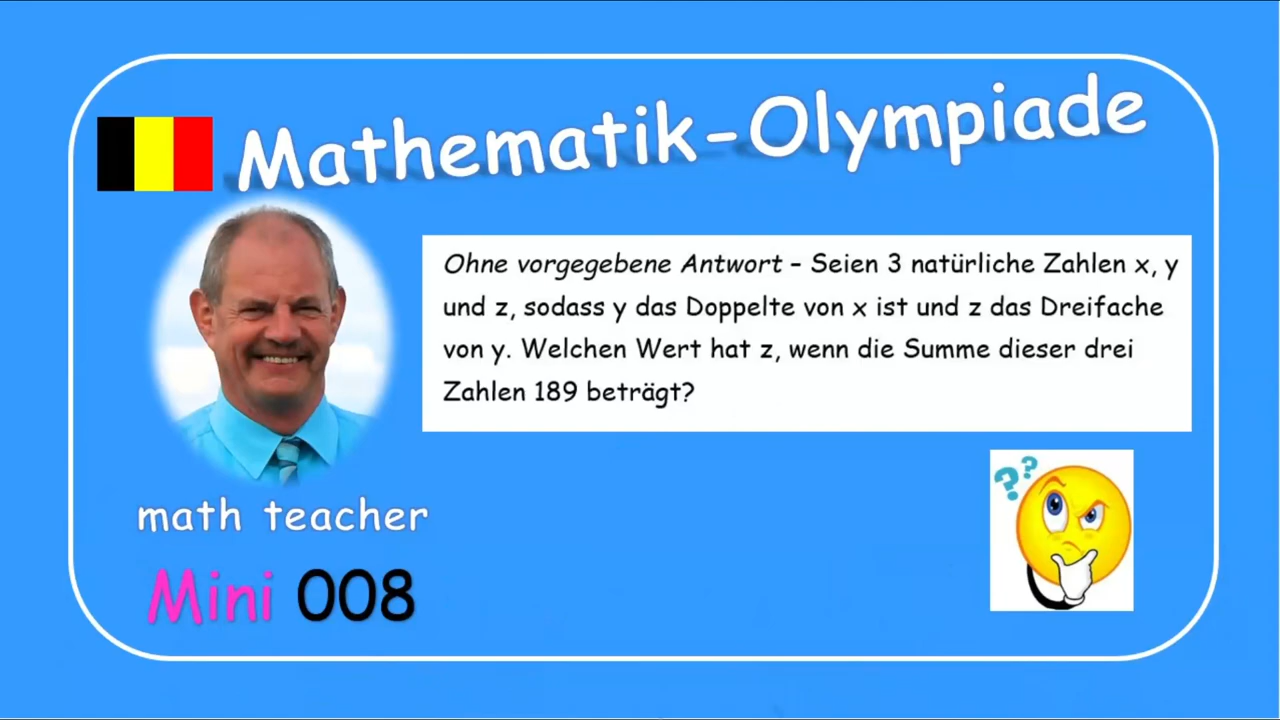 Mathematik-Olympiade
Ohne vorgegebene Antwort – Seien 3 natürliche Zahlen x, y
und z, sodass y das Doppelte von x ist und z das Dreifache
von y. Welchen Wert hat z, wenn die Summe dieser drei
Zahlen 189 beträgt?
??
math teacher
Mini 008